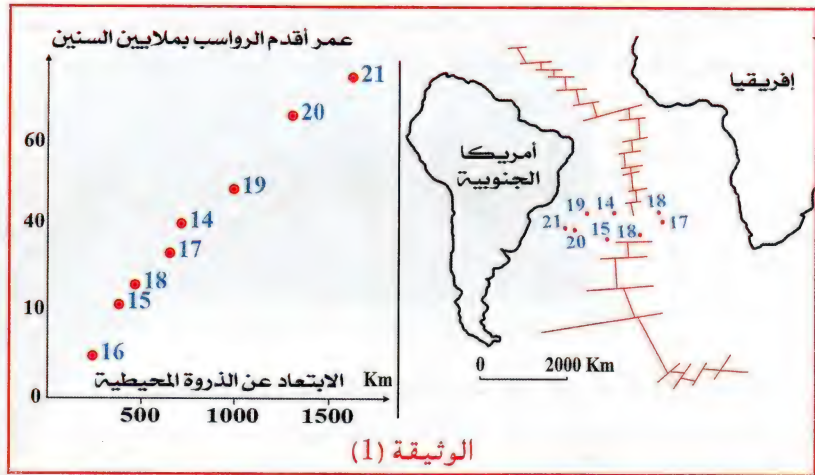 عمر أقدم الرواسب بملايين السنين
21
20
60
19
14
40
17
18
15
10
16
الابتعاد عن الذروة المحيطية Km
0
500 1000 1500
إفريقيا
أمريكا
الجنوبية
19 14 18
21 20 15 18 17
0 2000 Km
الوثيقة (1)